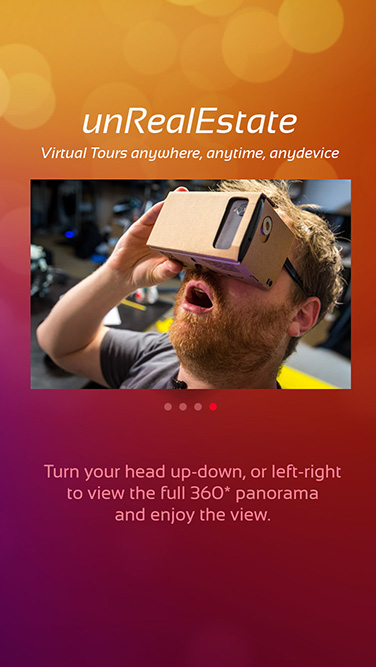 unRealEstate
Virtual Tours anywhere, anytime, anydevice
Turn your head up-down, or left-right
to view the full 360* panorama
and enjoy the view.